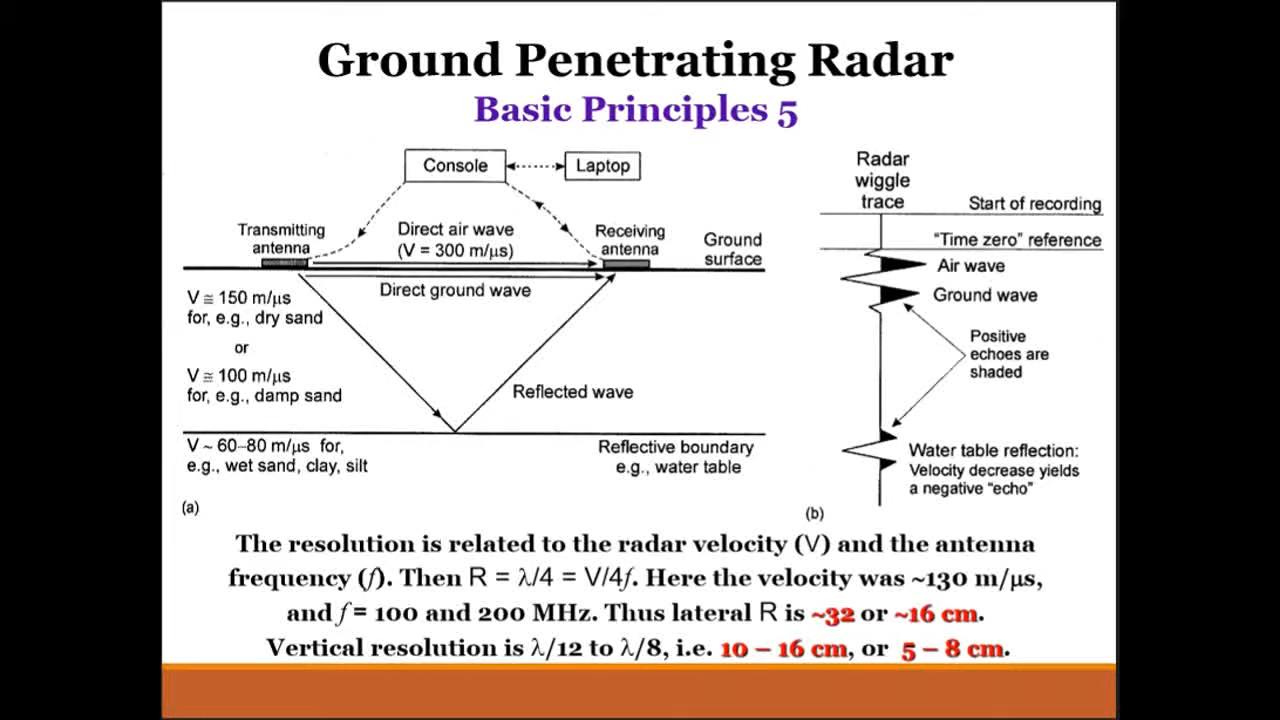 Ground Penetrating Radar
Basic Principles 5
Console
Laptop
Transmitting
antenna
Direct air wave
(V = 300 m/μs)
Receiving
antenna
Ground
surface
Direct ground wave
V ≅ 150 m/μs
for, e.g., dry sand
or
V ≅ 100 m/μs
for, e.g., damp sand
Reflected wave
V ~ 60–80 m/μs for,
e.g., wet sand, clay, silt
Reflective boundary
e.g., water table
(a)
Radar
wiggle
trace
Start of recording
"Time zero" reference
Air wave
Ground wave
Positive
echoes are
shaded
Water table reflection:
Velocity decrease yields
a negative "echo"
(b)
The resolution is related to the radar velocity (V) and the antenna
frequency (f). Then R = λ/4 = V/4f. Here the velocity was ~130 m/μs,
and f = 100 and 200 MHz. Thus lateral R is ~32 or ~16 cm.
Vertical resolution is λ/12 to λ/8, i.e. 10 – 16 cm, or 5 – 8 cm.